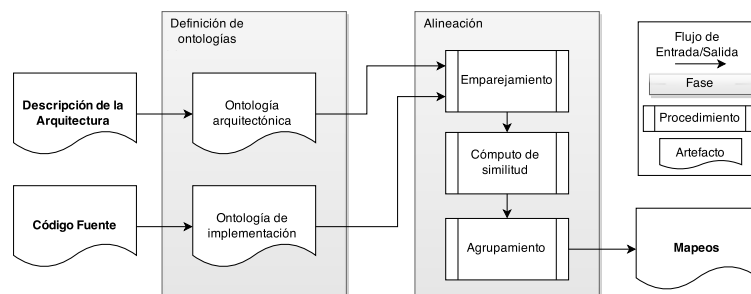 Definición de
ontologías
Descripción de la
Arquitectura
Ontología
arquitectónica
Código Fuente
Ontología de
implementación
Alineación
Emparejamiento
Cómputo de
similitud
Agrupamiento
Mapeos
Flujo de
Entrada/Salida
Fase
Procedimiento
Artefacto